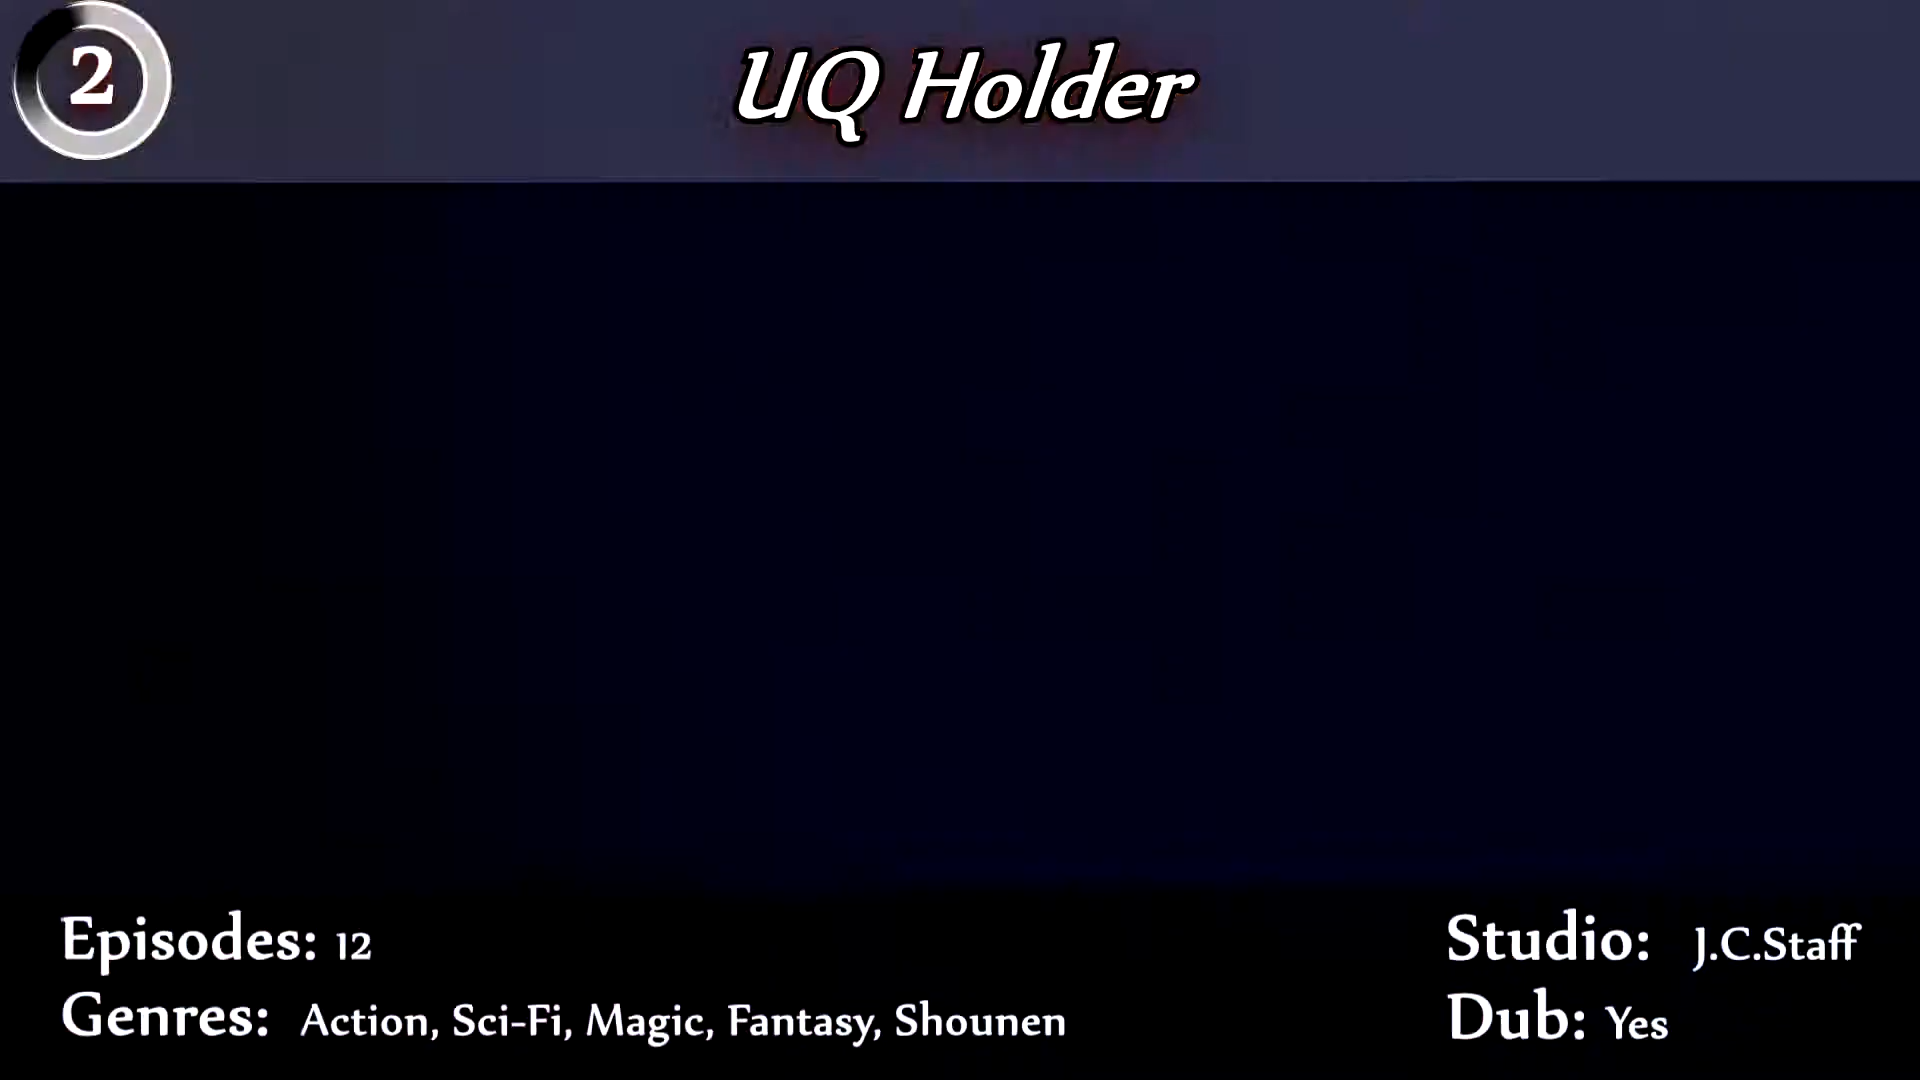 2
UQ Holder
Episodes: 12
Studio: J.C.Staff
Genres: Action, Sci-Fi, Magic, Fantasy, Shounen
Dub: Yes